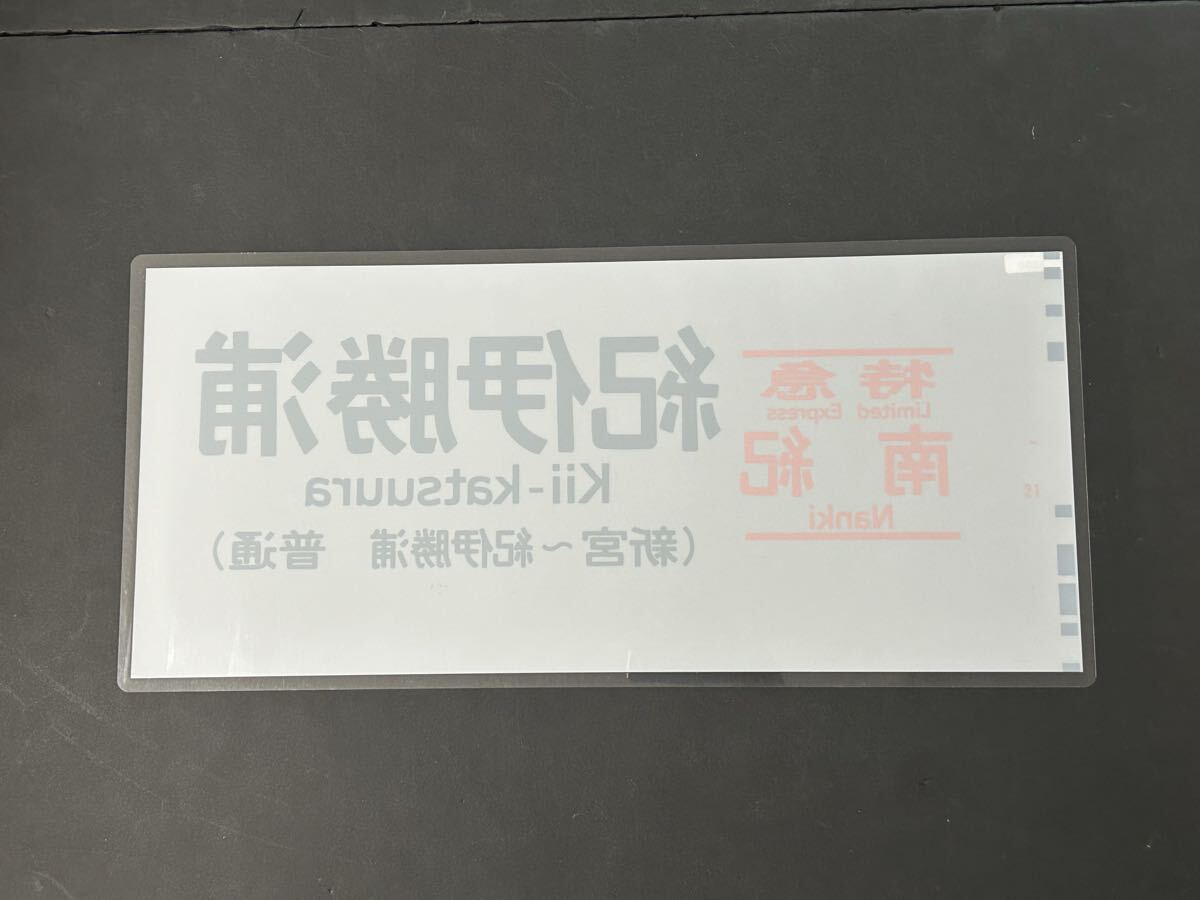 特急
Limited Express
南紀
Nanki
紀伊勝浦
Kii-katsuura
(新宮～紀伊勝浦 普通)